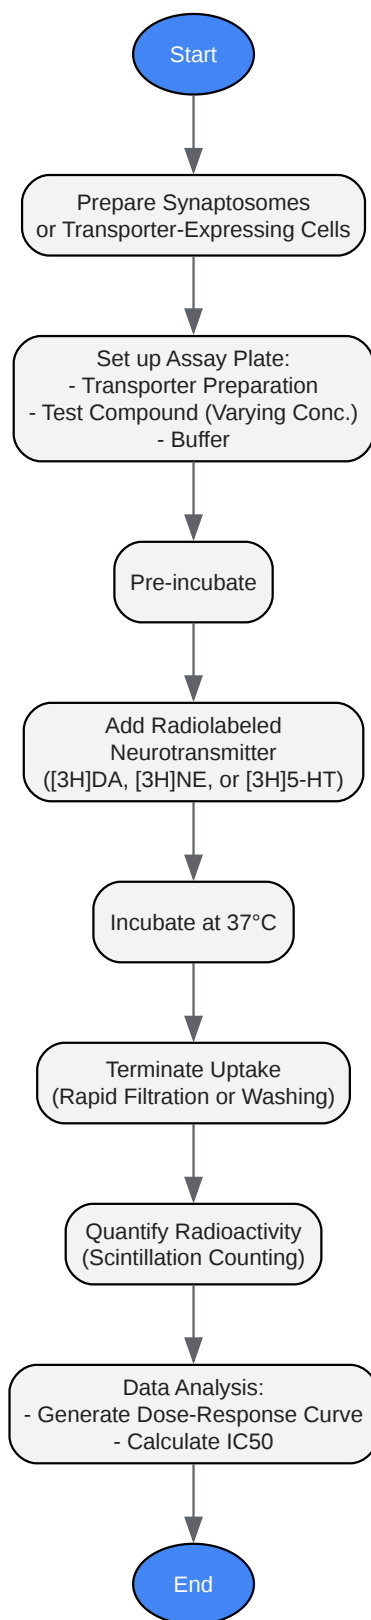 Start
Prepare Synaptosomes
or Transporter-Expressing Cells
Set up Assay Plate:
- Transporter Preparation
- Test Compound (Varying Conc.)
- Buffer
Pre-incubate
Add Radiolabeled
Neurotransmitter
([3H]DA, [3H]NE, or [3H]5-HT)
Incubate at 37°C
Terminate Uptake
(Rapid Filtration or Washing)
Quantify Radioactivity
(Scintillation Counting)
Data Analysis:
- Generate Dose-Response Curve
- Calculate IC50
End